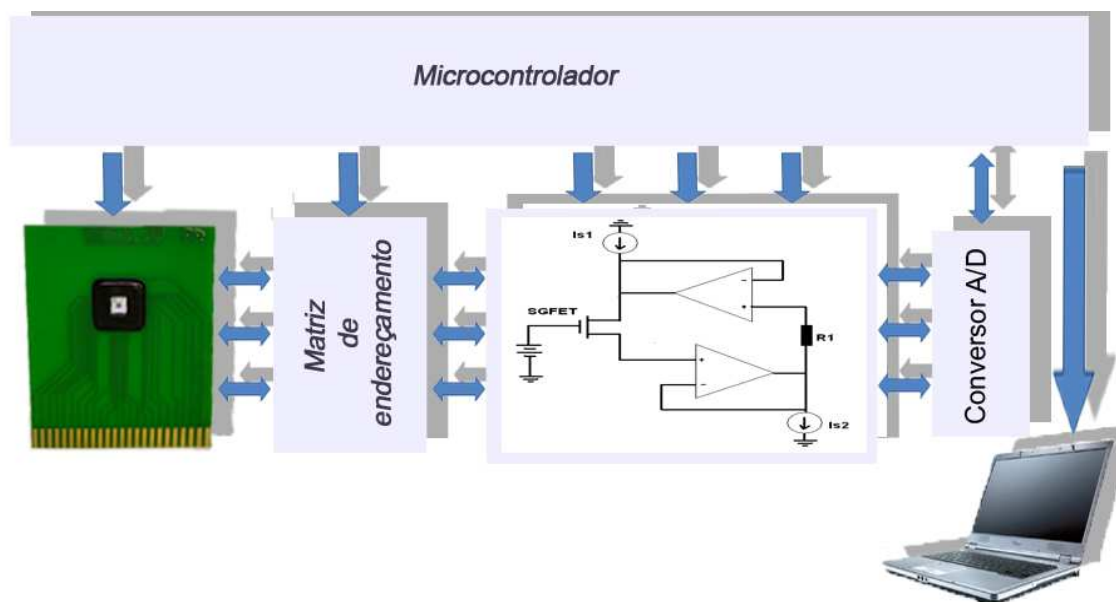 Microcontrolador
Matriz
de
endereçamento
Is1
SGFET
R1
Is2
Conversor A/D